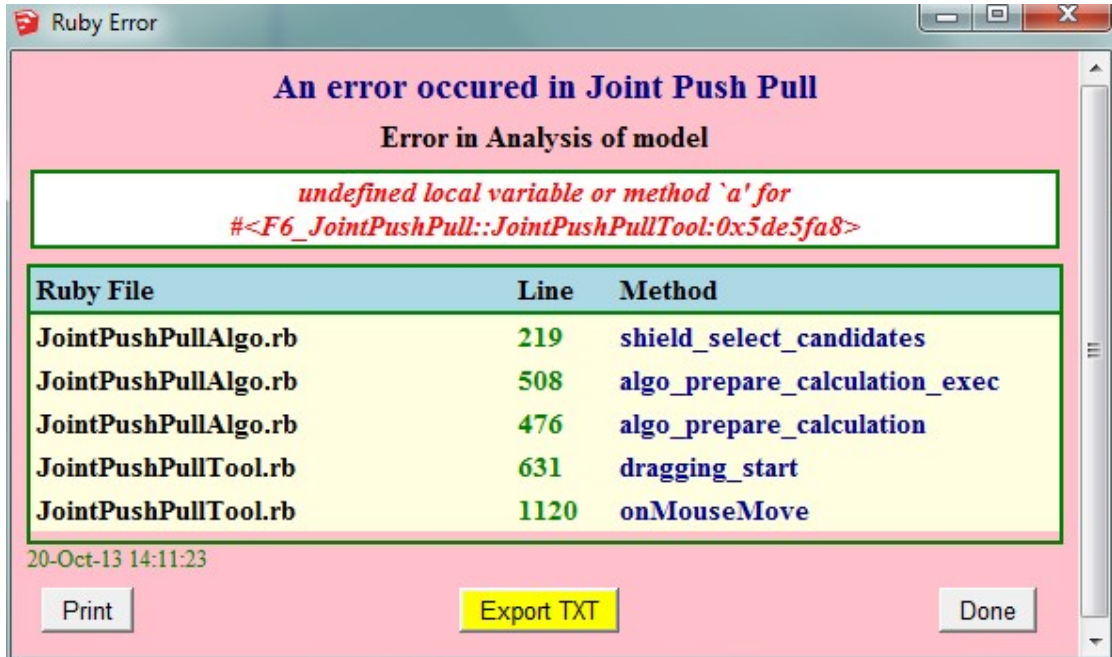 Ruby Error
An error occured in Joint Push Pull
Error in Analysis of model
undefined local variable or method `a' for
#<F6_JointPushPull::JointPushPullTool:0x5de5fa8>
Ruby File Line Method
JointPushPullAlgo.rb 219 shield_select_candidates
JointPushPullAlgo.rb 508 algo_prepare_calculation_exec
JointPushPullAlgo.rb 476 algo_prepare_calculation
JointPushPullTool.rb 631 dragging_start
JointPushPullTool.rb 1120 onMouseMove
20-Oct-13 14:11:23
Print Export TXT Done